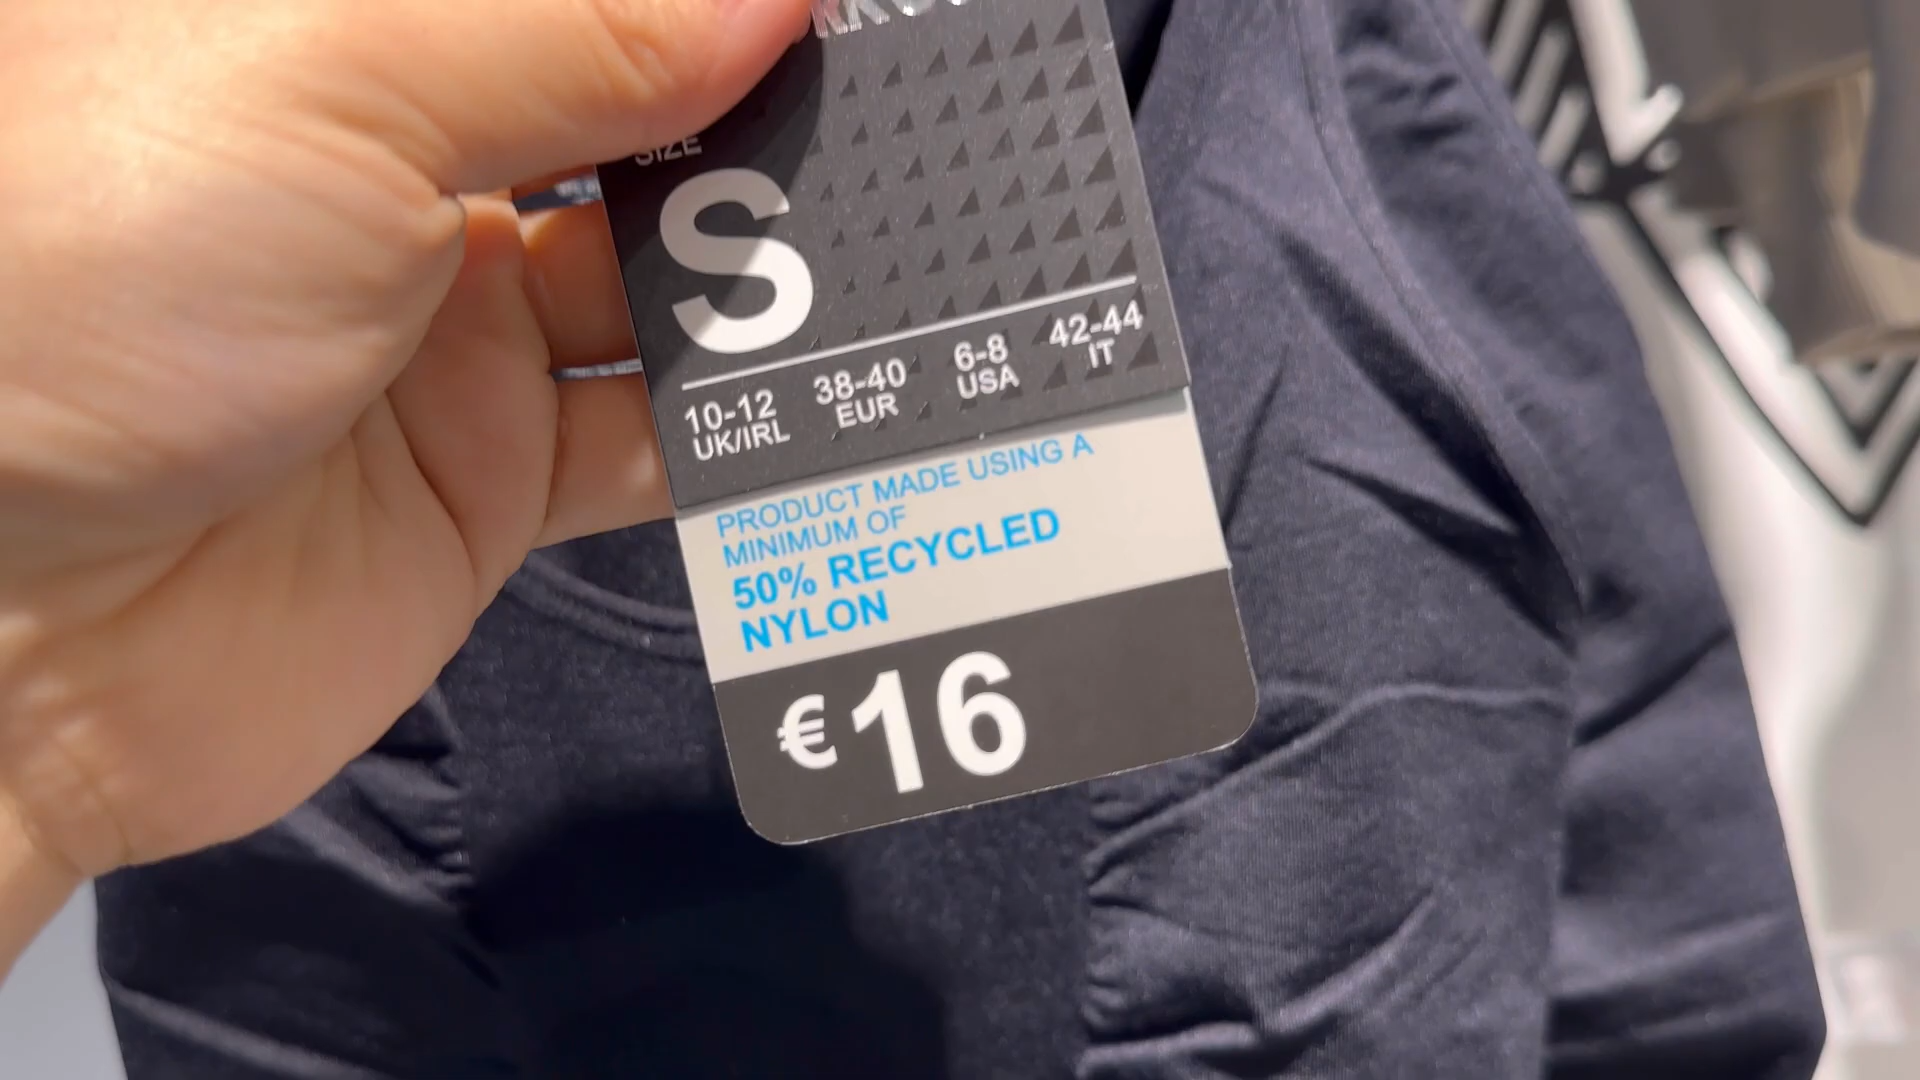 SIZE
S
10-12 38-40 6-8 42-44
UK/IRL EUR USA IT
PRODUCT MADE USING A
MINIMUM OF
50% RECYCLED
NYLON
€16